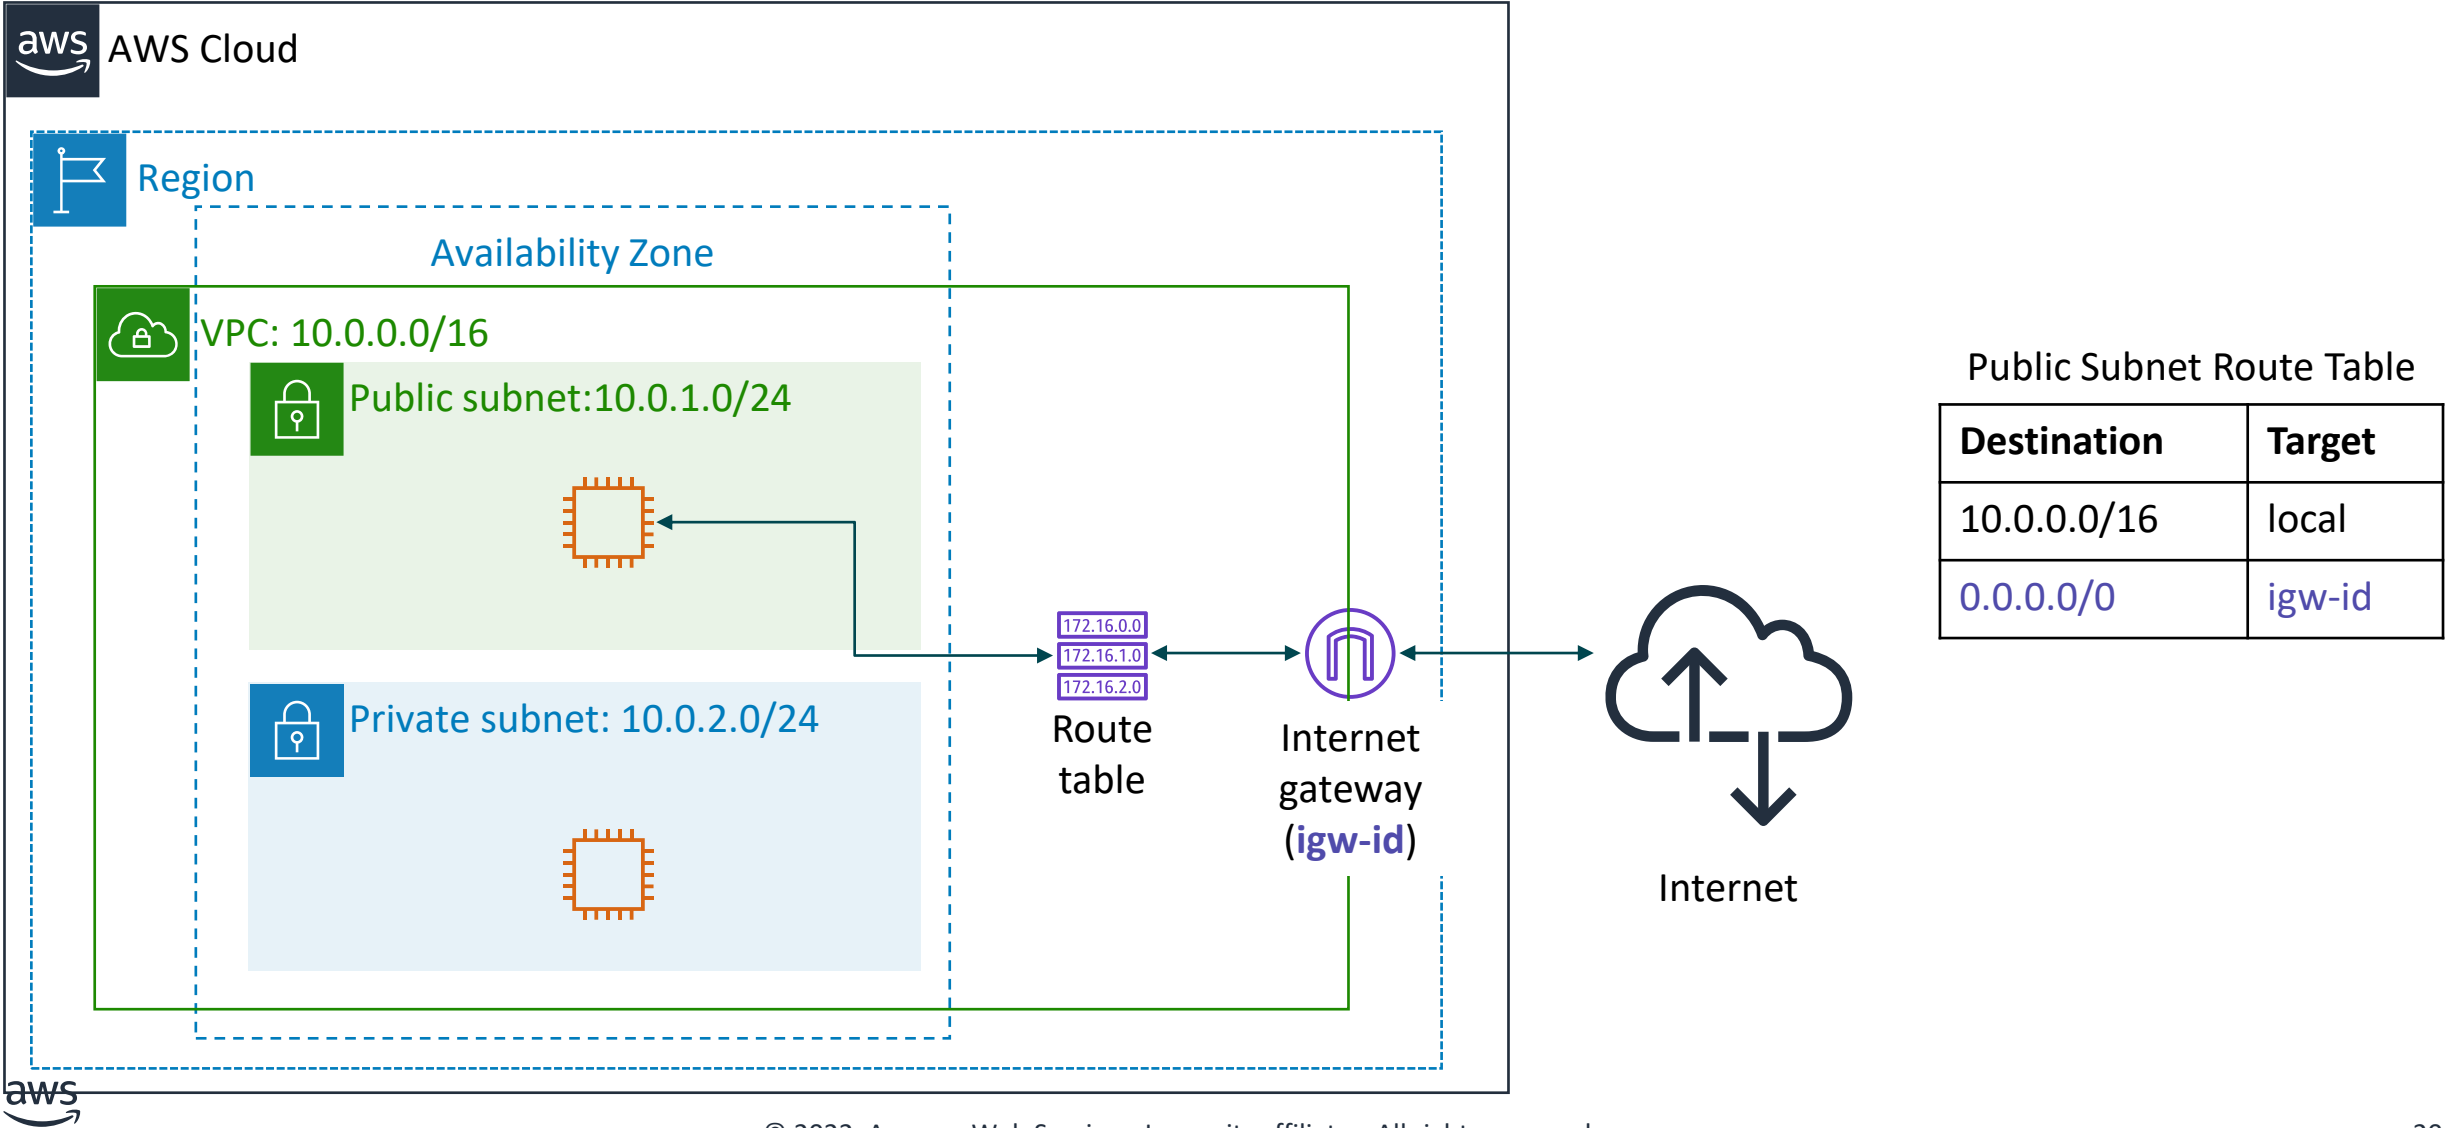 aws
AWS Cloud
Region
Availability Zone
VPC: 10.0.0.0/16
Public subnet:10.0.1.0/24
Private subnet: 10.0.2.0/24
172.16.0.0
172.16.1.0
172.16.2.0
Route
table
Internet
gateway
(igw-id)
Internet
Public Subnet Route Table
Destination Target
10.0.0.0/16 local
0.0.0.0/0 igw-id
aws